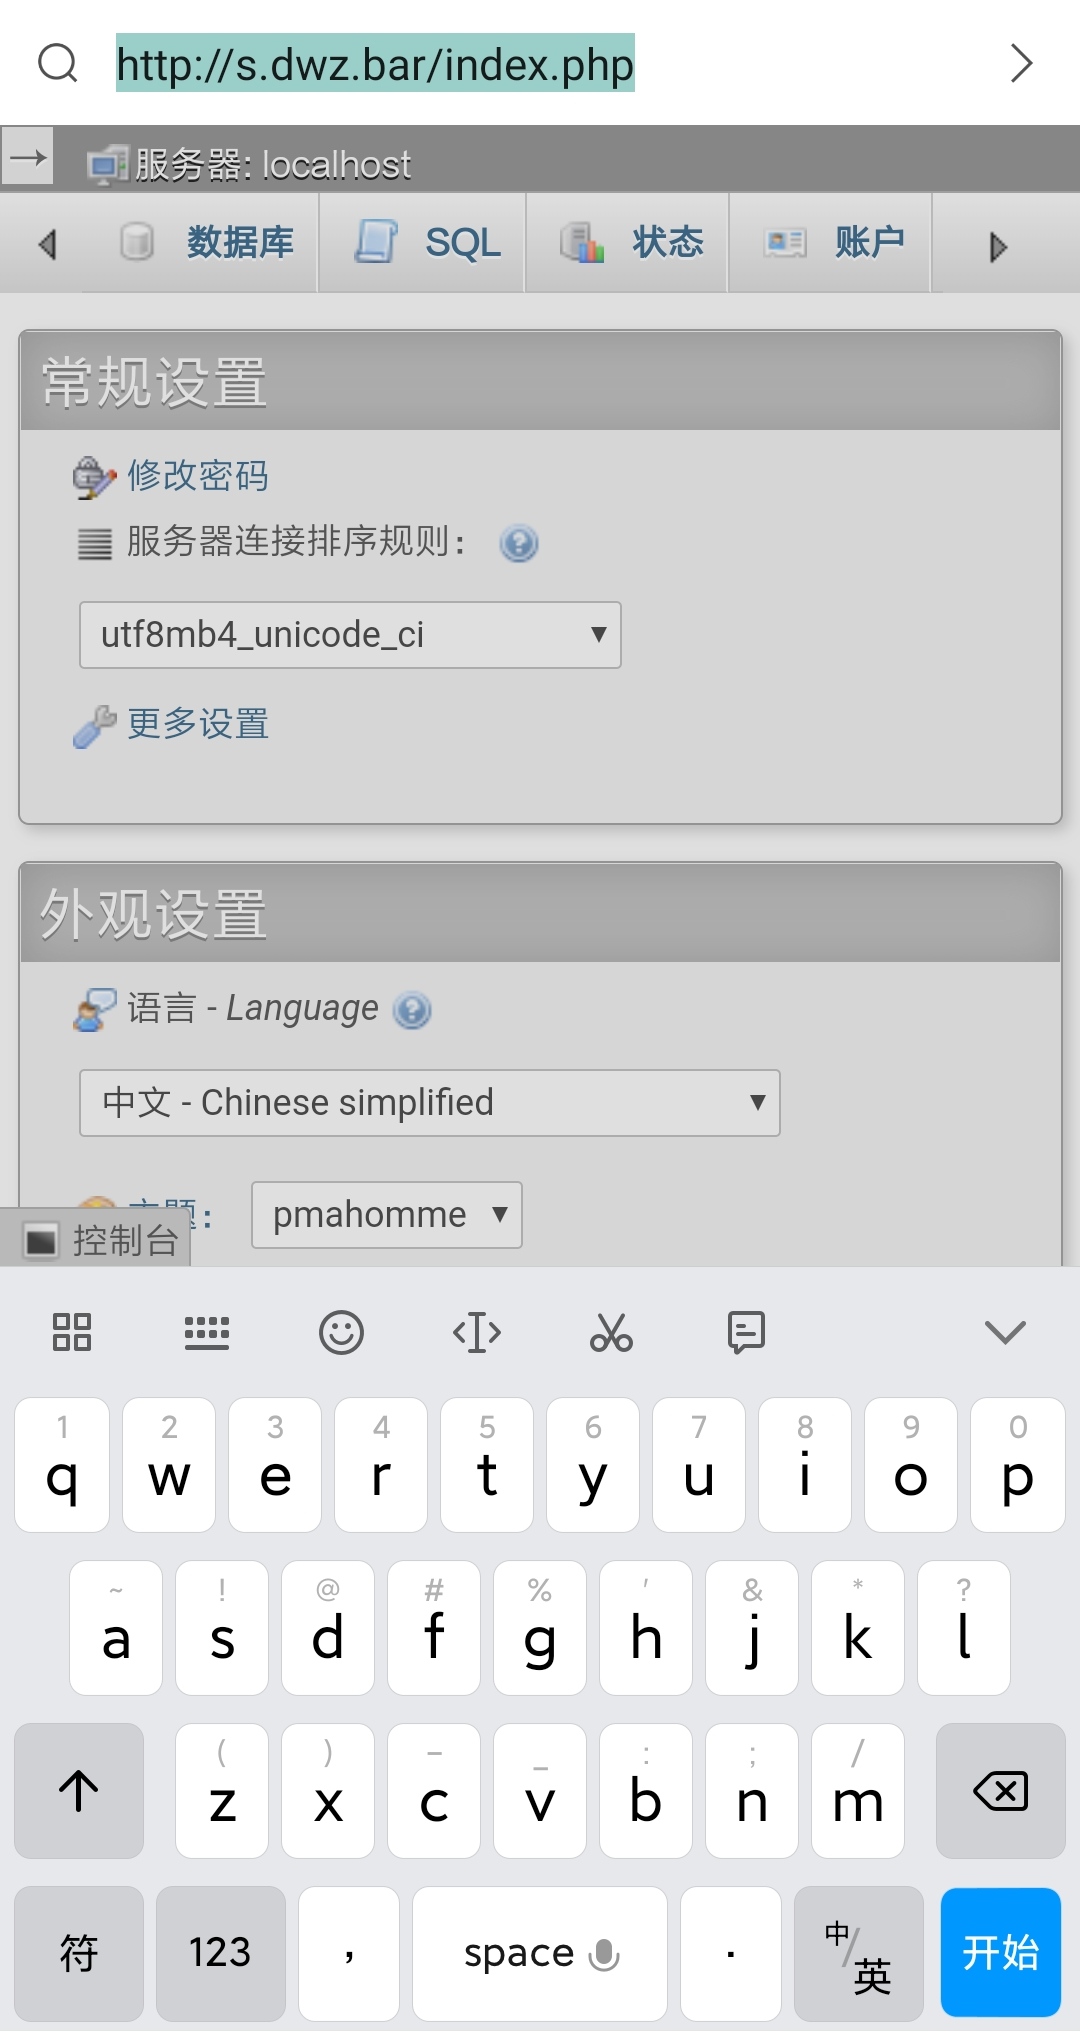 http://s.dwz.bar/index.php
服务器: localhost
数据库 SQL 状态 账户
常规设置
修改密码
服务器连接排序规则：
utf8mb4_unicode_ci
更多设置
外观设置
语言 - Language
中文 - Chinese simplified
主题： pmahomme
控制台
1 2 3 4 5 6 7 8 9 0
q w e r t y u i o p
~ ! @ # % ' & * ?
a s d f g h j k l
( ) – _ : ; /
z x c v b n m
符 123 , space . 中/英 开始